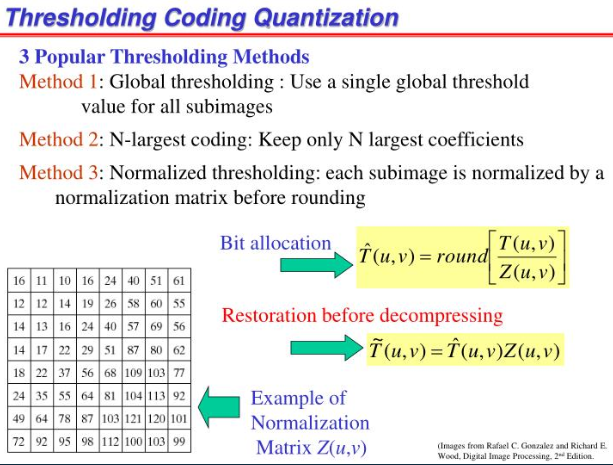 Thresholding Coding Quantization
3 Popular Thresholding Methods
Method 1: Global thresholding : Use a single global threshold
value for all subimages
Method 2: N-largest coding: Keep only N largest coefficients
Method 3: Normalized thresholding: each subimage is normalized by a
normalization matrix before rounding
Bit allocation
T̂(u,v) = round[T(u,v) / Z(u,v)]
Restoration before decompressing
T̃(u,v) = T̂(u,v)Z(u,v)
16 11 10 16 24 40 51 61
12 12 14 19 26 58 60 55
14 13 16 24 40 57 69 56
14 17 22 29 51 87 80 62
18 22 37 56 68 109 103 77
24 35 55 64 81 104 113 92
49 64 78 87 103 121 120 101
72 92 95 98 112 100 103 99
Example of
Normalization
Matrix Z(u,v)
(Images from Rafael C. Gonzalez and Richard E.
Wood, Digital Image Processing, 2nd Edition.